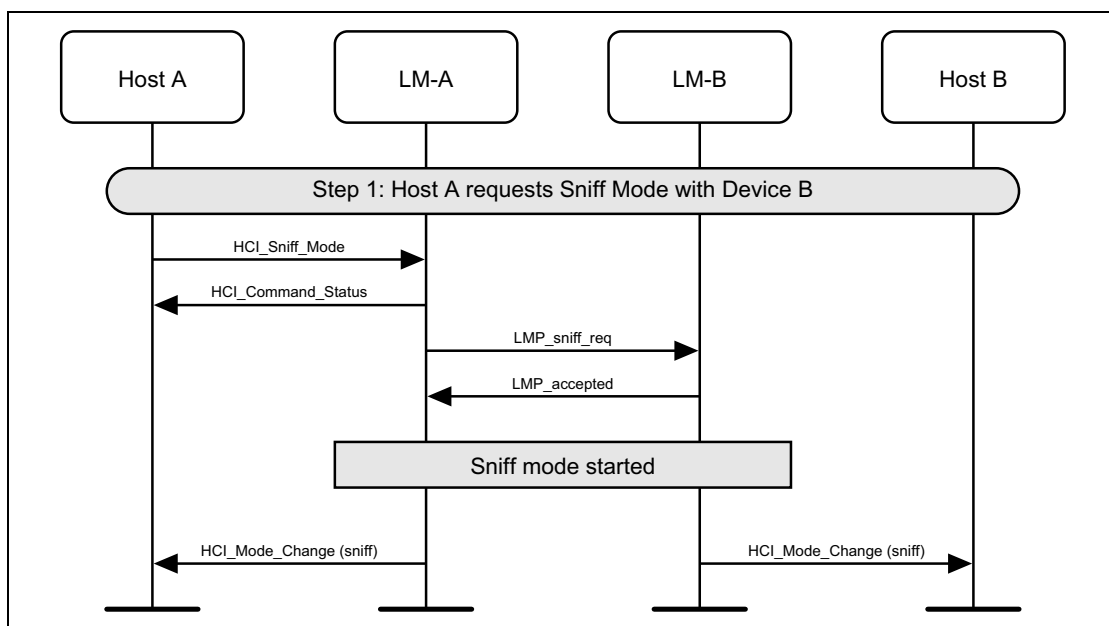 Host A
LM-A
LM-B
Host B
Step 1: Host A requests Sniff Mode with Device B
HCI_Sniff_Mode
HCI_Command_Status
LMP_sniff_req
LMP_accepted
Sniff mode started
HCI_Mode_Change (sniff)
HCI_Mode_Change (sniff)